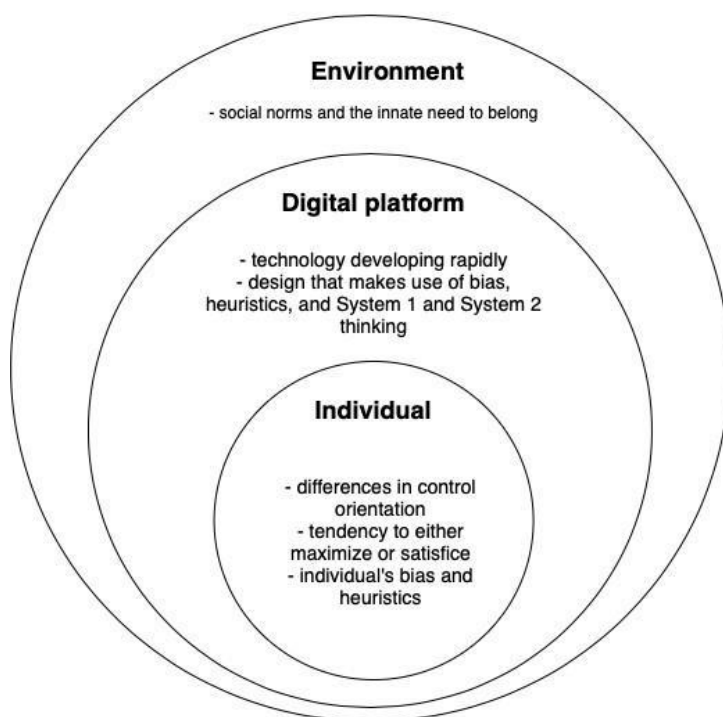 Environment
- social norms and the innate need to belong
Digital platform
- technology developing rapidly
- design that makes use of bias,
heuristics, and System 1 and System 2
thinking
Individual
- differences in control
orientation
- tendency to either
maximize or satisfice
- individual's bias and
heuristics